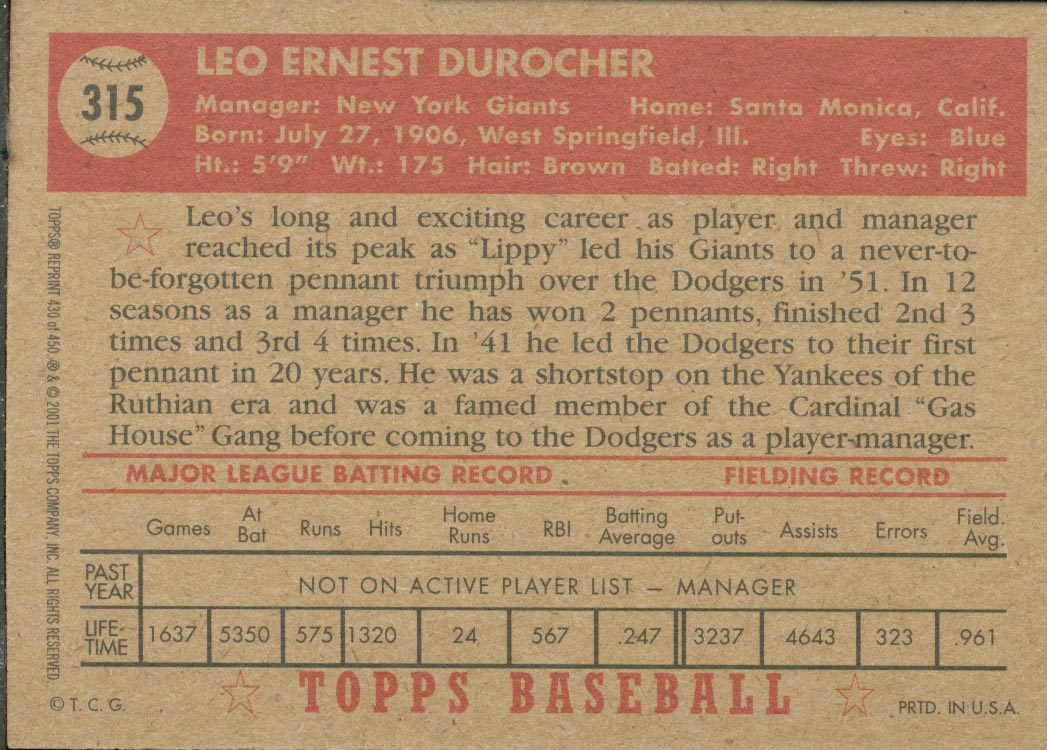 315
LEO ERNEST DUROCHER
Manager: New York Giants Home: Santa Monica, Calif.
Born: July 27, 1906, West Springfield, Ill. Eyes: Blue
Ht.: 5'9" Wt.: 175 Hair: Brown Batted: Right Threw: Right
Leo's long and exciting career as player and manager
reached its peak as "Lippy" led his Giants to a never-to-
be-forgotten pennant triumph over the Dodgers in '51. In 12
seasons as a manager he has won 2 pennants, finished 2nd 3
times and 3rd 4 times. In '41 he led the Dodgers to their first
pennant in 20 years. He was a shortstop on the Yankees of the
Ruthian era and was a famed member of the Cardinal "Gas
House" Gang before coming to the Dodgers as a player-manager.
MAJOR LEAGUE BATTING RECORD FIELDING RECORD
Games At Bat Runs Hits Home Runs RBI Batting Average Put-outs Assists Errors Field. Avg.
PAST YEAR NOT ON ACTIVE PLAYER LIST – MANAGER
LIFE-TIME 1637 5350 575 1320 24 567 .247 3237 4643 323 .961
TOPPS BASEBALL
© T. C. G.
PRTD. IN U.S.A.
TOPPS® REPRINT 430 of 450 ® & © 2001 THE TOPPS COMPANY, INC. ALL RIGHTS RESERVED.